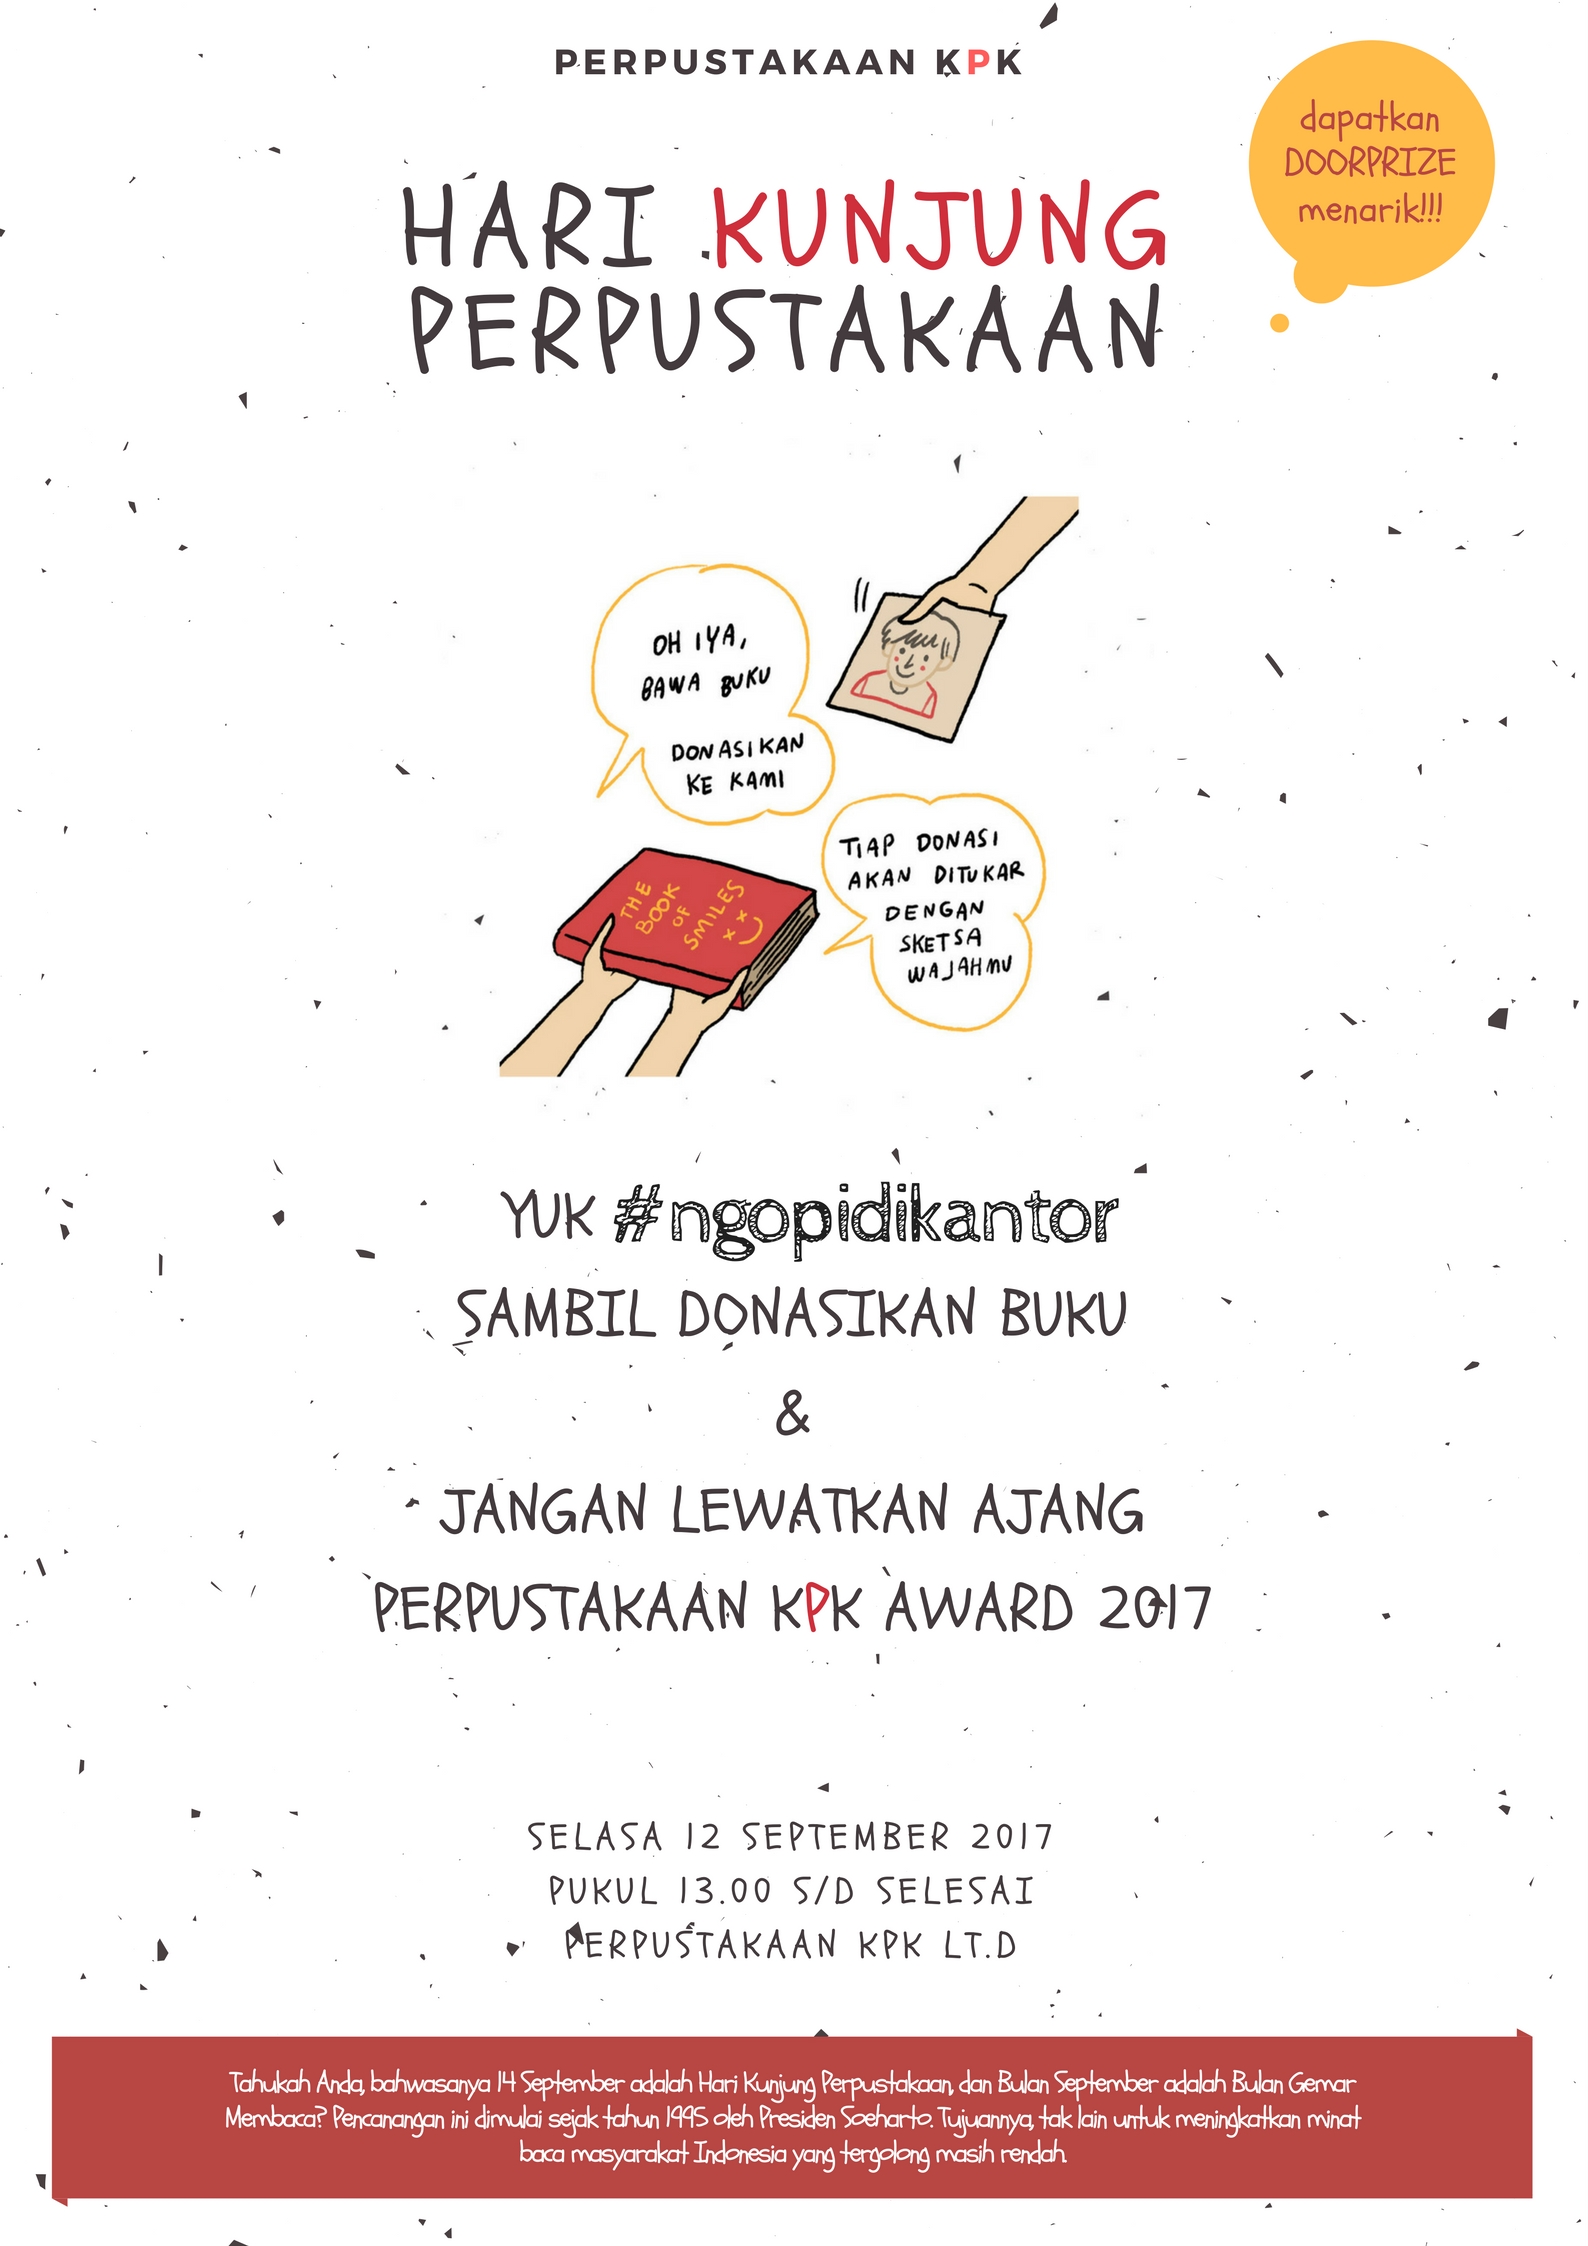 PERPUSTAKAAN KPK
dapatkan
DOORPRIZE
menarik!!!
HARI KUNJUNG
PERPUSTAKAAN
OH IYA,
BAWA BUKU
DONASIKAN
KE KAMI
TIAP DONASI
AKAN DITUKAR
DENGAN
SKETSA
WAJAHMU
THE
BOOK
OF
SMILES
YUK #ngopidikantor
SAMBIL DONASIKAN BUKU
&
JANGAN LEWATKAN AJANG
PERPUSTAKAAN KPK AWARD 2017
SELASA 12 SEPTEMBER 2017
PUKUL 13.00 S/D SELESAI
PERPUSTAKAAN KPK LT.D
Tahukah Anda, bahwasanya 14 September adalah Hari Kunjung Perpustakaan, dan Bulan September adalah Bulan Gemar
Membaca? Pencanangan ini dimulai sejak tahun 1995 oleh Presiden Soeharto. Tujuannya, tak lain untuk meningkatkan minat
baca masyarakat Indonesia yang tergolong masih rendah.